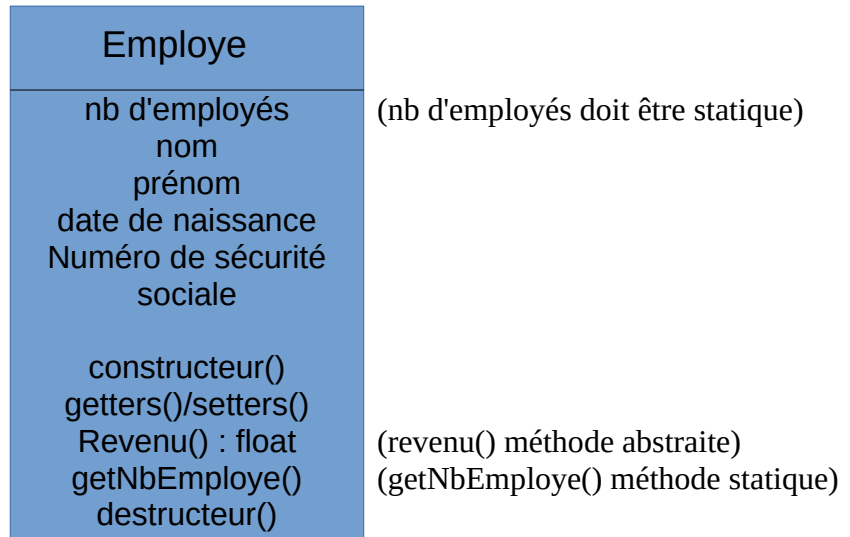 Employe
nb d'employés (nb d'employés doit être statique)
nom
prénom
date de naissance
Numéro de sécurité
sociale
constructeur()
getters()/setters()
Revenu() : float (revenu() méthode abstraite)
getNbEmploye() (getNbEmploye() méthode statique)
destructeur()